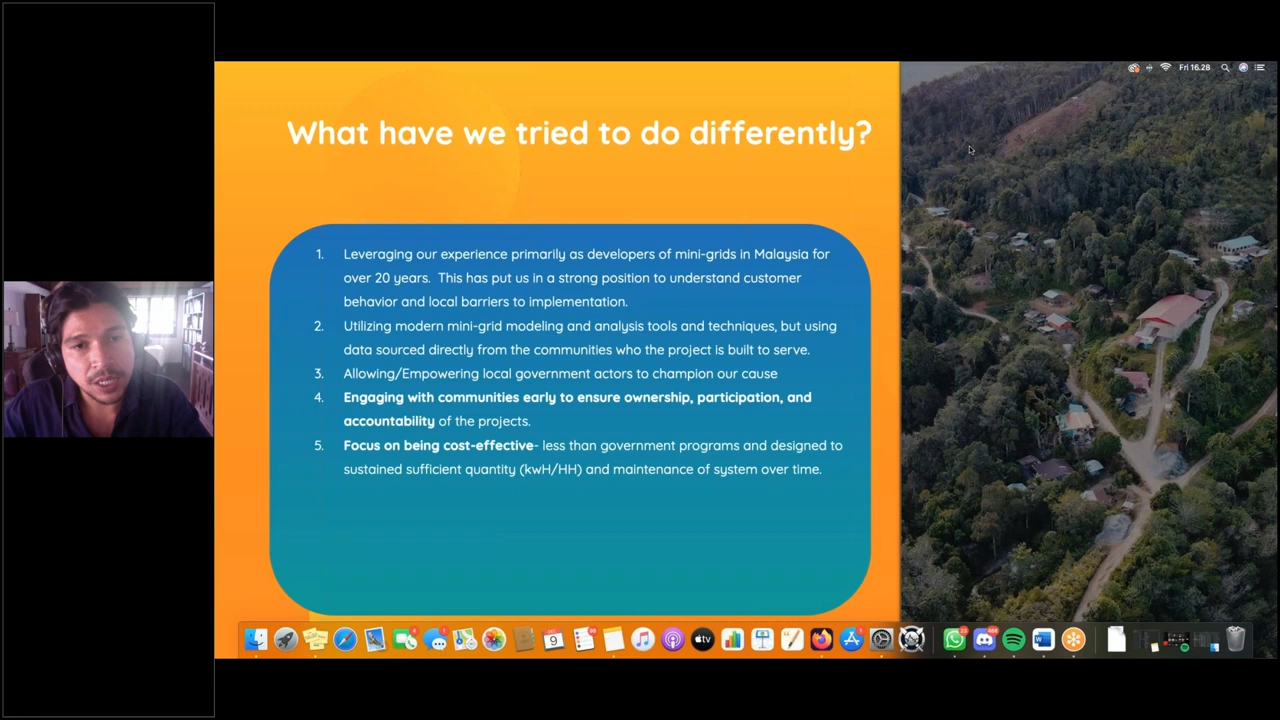 Fri 16.28
What have we tried to do differently?
1. Leveraging our experience primarily as developers of mini-grids in Malaysia for
over 20 years. This has put us in a strong position to understand customer
behavior and local barriers to implementation.
2. Utilizing modern mini-grid modeling and analysis tools and techniques, but using
data sourced directly from the communities who the project is built to serve.
3. Allowing/Empowering local government actors to champion our cause
4. Engaging with communities early to ensure ownership, participation, and
accountability of the projects.
5. Focus on being cost-effective- less than government programs and designed to
sustained sufficient quantity (kwH/HH) and maintenance of system over time.
9
tv
W